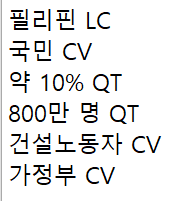 필리핀 LC
국민 CV
약 10% QT
800만 명 QT
건설노동자 CV
가정부 CV